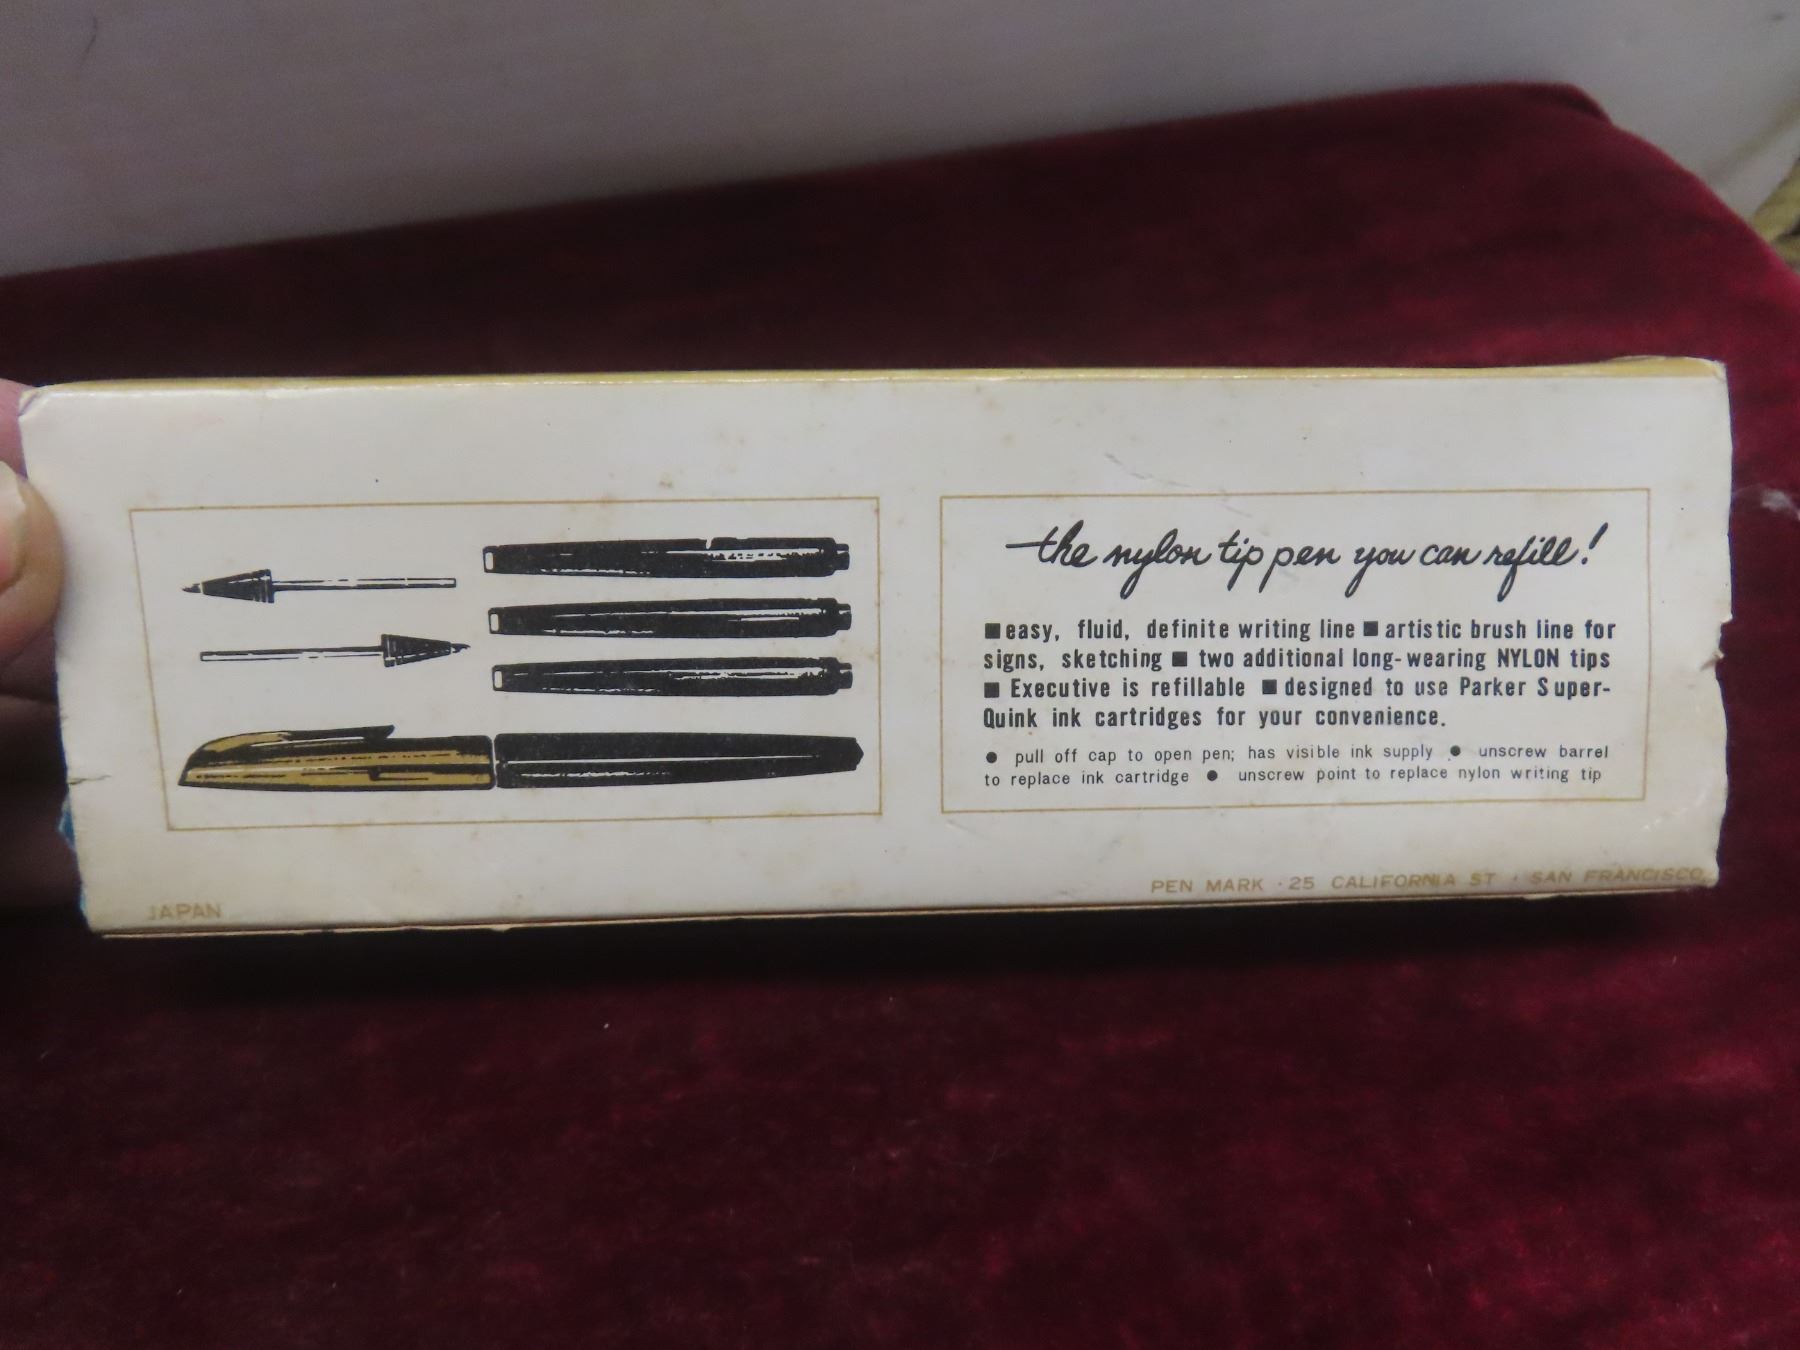 the nylon tip pen you can refill!
■ easy, fluid, definite writing line ■ artistic brush line for
signs, sketching ■ two additional long-wearing NYLON tips
■ Executive is refillable ■ designed to use Parker Super-
Quink ink cartridges for your convenience.
● pull off cap to open pen; has visible ink supply ● unscrew barrel
to replace ink cartridge ● unscrew point to replace nylon writing tip
PEN MARK · 25 CALIFORNIA ST · SAN FRANCISCO,
JAPAN